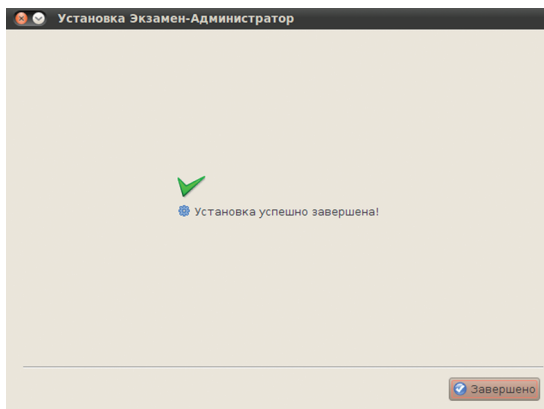 Установка Экзамен-Администратор
Установка успешно завершена!
Завершено